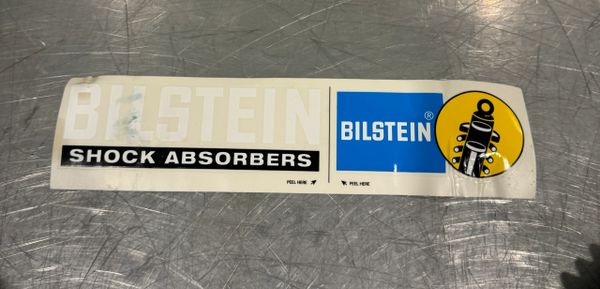 BILSTEIN
SHOCK ABSORBERS
PEEL HERE
BILSTEIN®
PEEL HERE